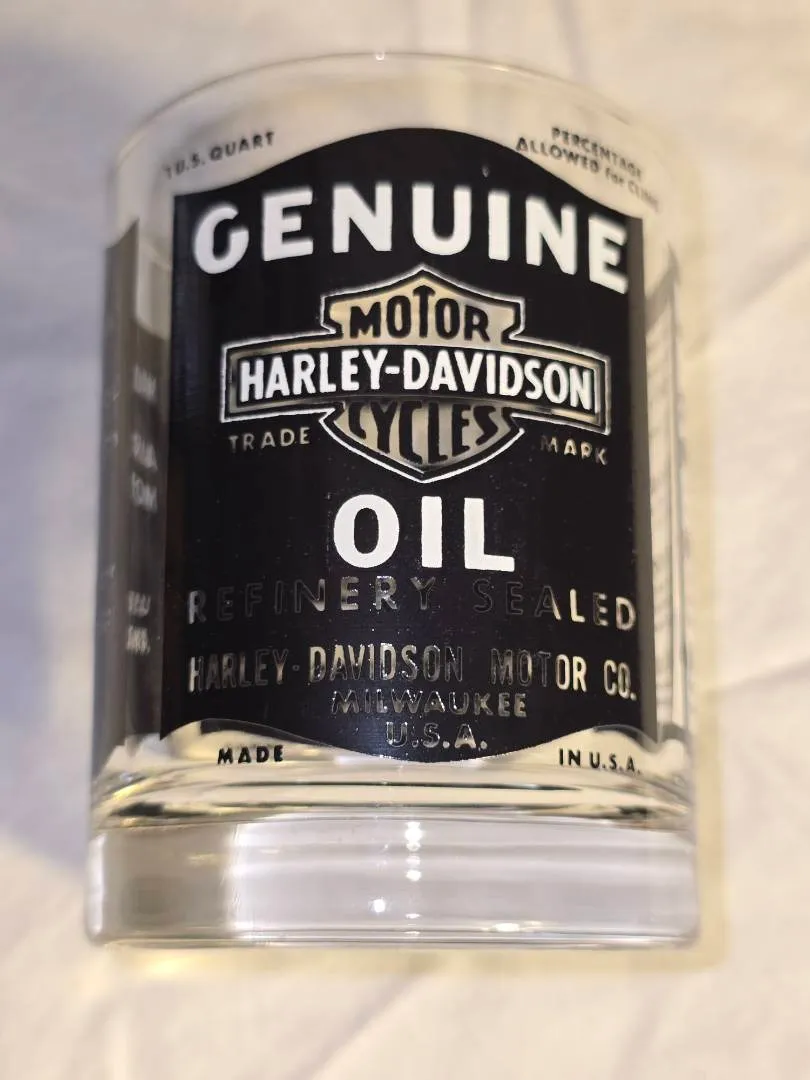 1 U.S. QUART
PERCENTAGE
ALLOWED for
GENUINE
MOTOR
HARLEY-DAVIDSON
CYCLES
TRADE MARK
OIL
REFINERY SEALED
HARLEY-DAVIDSON MOTOR CO.
MILWAUKEE
U.S.A.
MADE IN U.S.A.